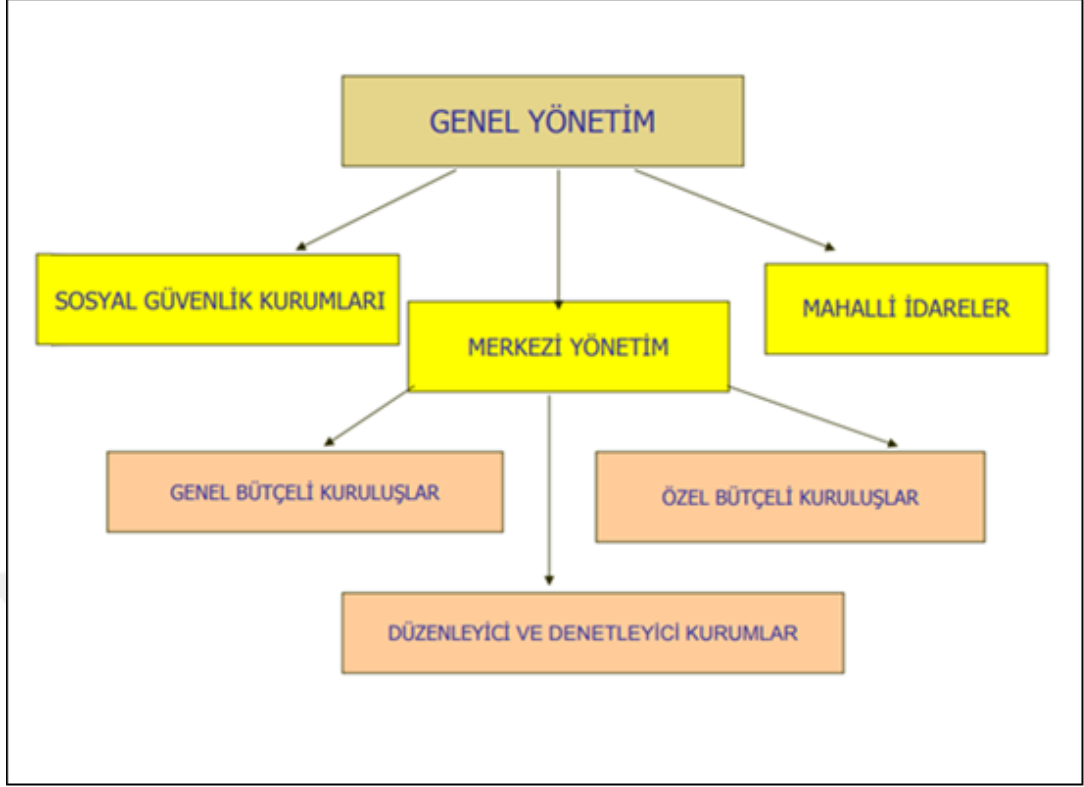 GENEL YÖNETİM
SOSYAL GÜVENLİK KURUMLARI
MERKEZİ YÖNETİM
MAHALLİ İDARELER
GENEL BÜTÇELİ KURULUŞLAR
ÖZEL BÜTÇELİ KURULUŞLAR
DÜZENLEYİCİ VE DENETLEYİCİ KURUMLAR